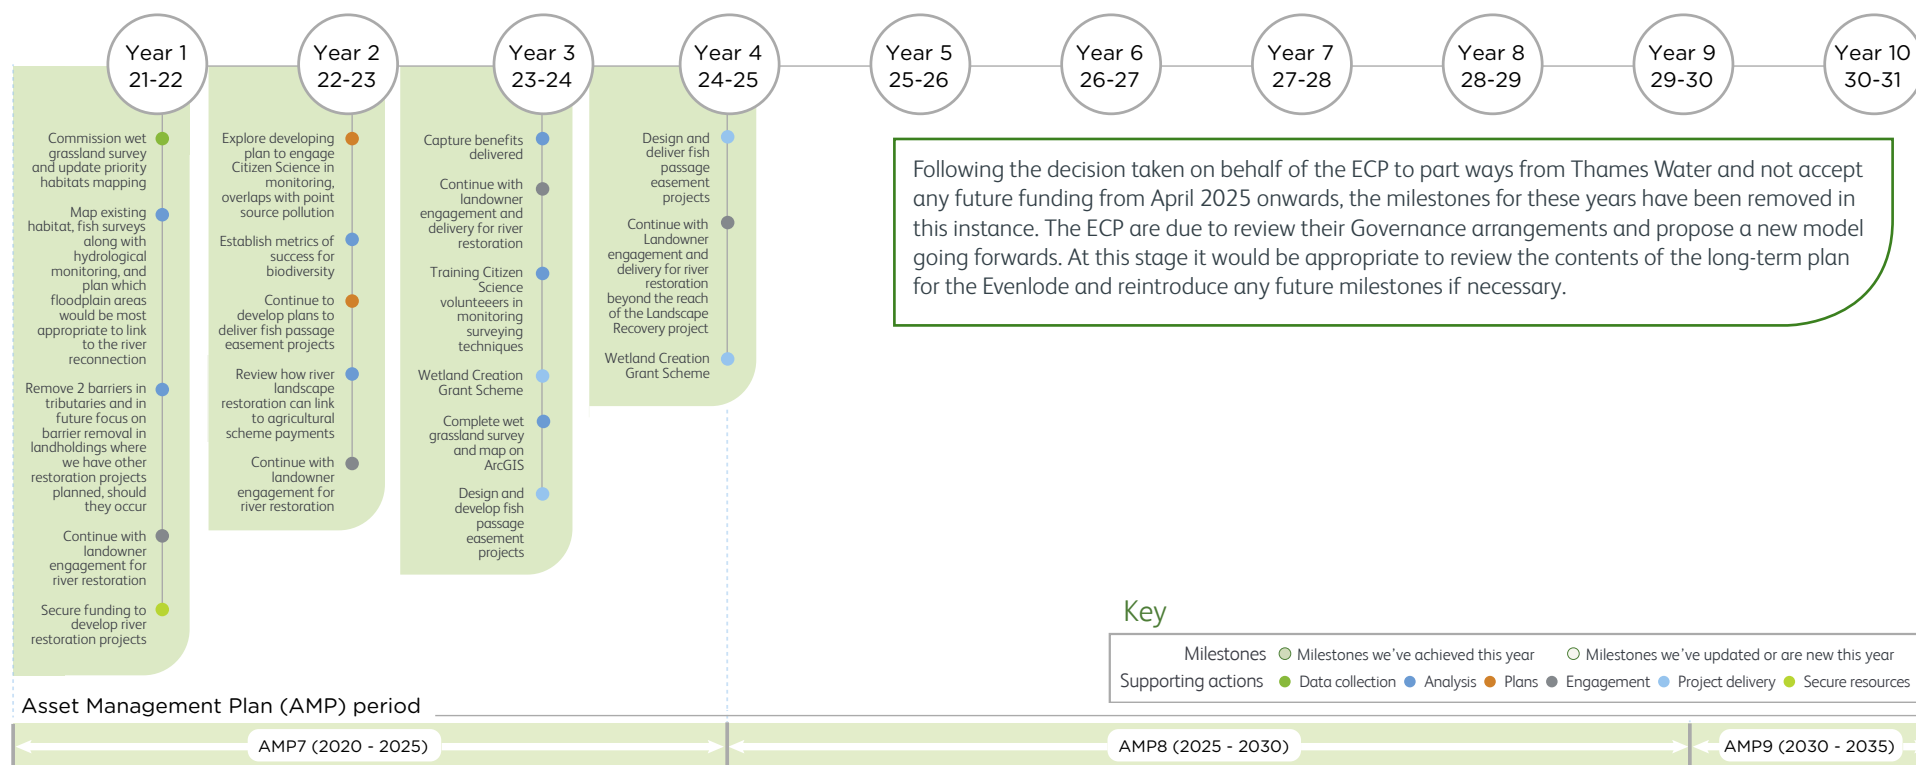 Year 1
21-22
Year 2
22-23
Year 3
23-24
Year 4
24-25
Year 5
25-26
Year 6
26-27
Year 7
27-28
Year 8
28-29
Year 9
29-30
Year 10
30-31
Commission wet
grassland survey
and update priority
habitats mapping
Map existing
habitat, fish surveys
along with
hydrological
monitoring, and
plan which
floodplain areas
would be most
appropriate to link
to the river
reconnection
Remove 2 barriers in
tributaries and in
future focus on
barrier removal in
landholdings where
we have other
restoration projects
planned, should
they occur
Continue with
landowner
engagement for
river restoration
Secure funding to
develop river
restoration projects
Explore developing
plan to engage
Citizen Science in
monitoring,
overlaps with point
source pollution
Establish metrics of
success for
biodiversity
Continue to
develop plans to
deliver fish passage
easement projects
Review how river
landscape
restoration can link
to agricultural
scheme payments
Continue with
landowner
engagement for
river restoration
Capture benefits
delivered
Continue with
landowner
engagement and
delivery for river
restoration
Training Citizen
Science
volunteeers in
monitoring
surveying
techniques
Wetland Creation
Grant Scheme
Complete wet
grassland survey
and map on
ArcGIS
Design and
develop fish
passage
easement
projects
Design and
deliver fish
passage
easement
projects
Continue with
Landowner
engagement and
delivery for river
restoration
beyond the reach
of the Landscape
Recovery project
Wetland Creation
Grant Scheme
Following the decision taken on behalf of the ECP to part ways from Thames Water and not accept
any future funding from April 2025 onwards, the milestones for these years have been removed in
this instance. The ECP are due to review their Governance arrangements and propose a new model
going forwards. At this stage it would be appropriate to review the contents of the long-term plan
for the Evenlode and reintroduce any future milestones if necessary.
Key
Milestones Milestones we've achieved this year Milestones we've updated or are new this year
Supporting actions Data collection Analysis Plans Engagement Project delivery Secure resources
Asset Management Plan (AMP) period
AMP7 (2020 - 2025)
AMP8 (2025 - 2030)
AMP9 (2030 - 2035)